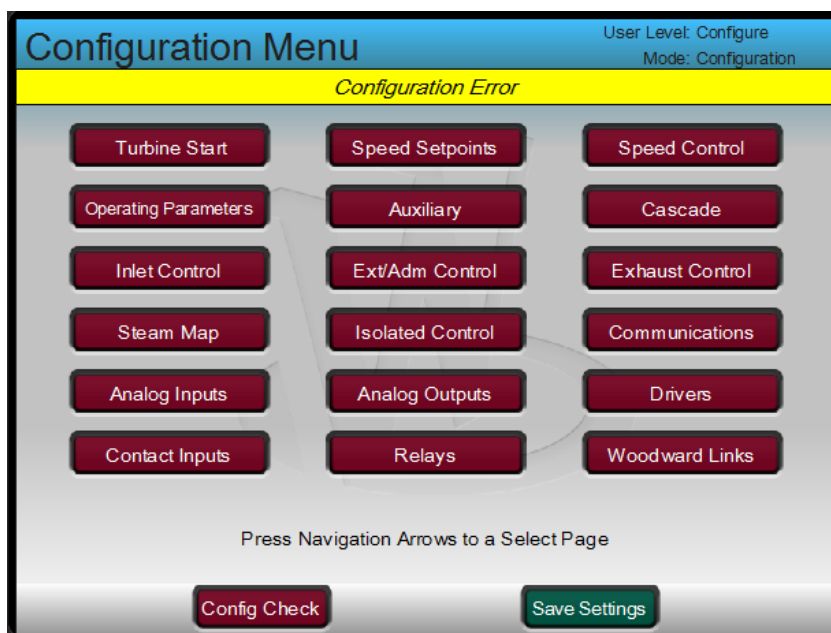 Configuration Menu
User Level: Configure
Mode: Configuration
Configuration Error
Turbine Start
Speed Setpoints
Speed Control
Operating Parameters
Auxiliary
Cascade
Inlet Control
Ext/Adm Control
Exhaust Control
Steam Map
Isolated Control
Communications
Analog Inputs
Analog Outputs
Drivers
Contact Inputs
Relays
Woodward Links
Press Navigation Arrows to a Select Page
Config Check
Save Settings